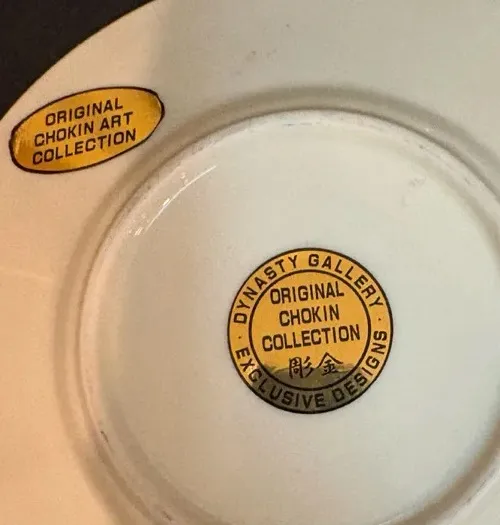 ORIGINAL
CHOKIN ART
COLLECTION
DYNASTY GALLERY
ORIGINAL
CHOKIN
COLLECTION
彫金
EXCLUSIVE DESIGNS